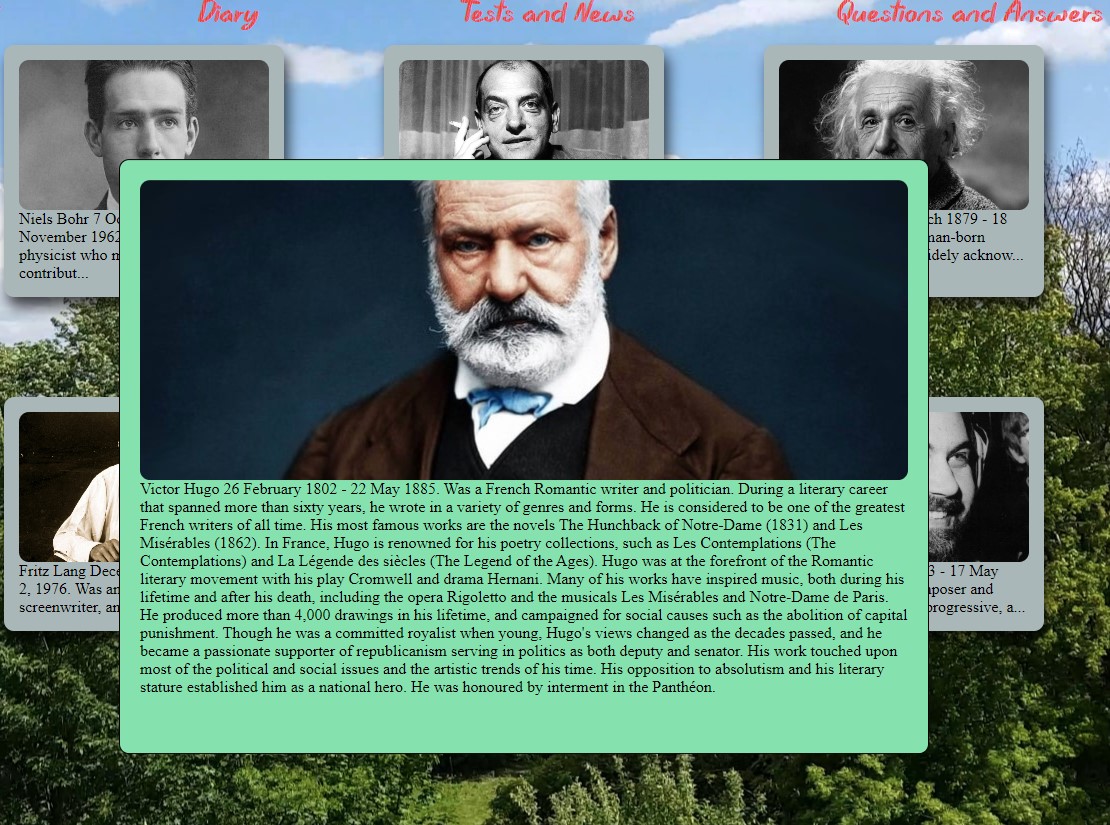 Diary
Tests and News
Questions and Answers
Niels Bohr 7
November 1962
physicist who
contribut...
ch 1879 - 18
man-born
idely acknow...
Victor Hugo 26 February 1802 - 22 May 1885. Was a French Romantic writer and politician. During a literary career
that spanned more than sixty years, he wrote in a variety of genres and forms. He is considered to be one of the greatest
French writers of all time. His most famous works are the novels The Hunchback of Notre-Dame (1831) and Les
Misérables (1862). In France, Hugo is renowned for his poetry collections, such as Les Contemplations (The
Contemplations) and La Légende des siècles (The Legend of the Ages). Hugo was at the forefront of the Romantic
literary movement with his play Cromwell and drama Hernani. Many of his works have inspired music, both during his
lifetime and after his death, including the opera Rigoletto and the musicals Les Misérables and Notre-Dame de Paris.
He produced more than 4,000 drawings in his lifetime, and campaigned for social causes such as the abolition of capital
punishment. Though he was a committed royalist when young, Hugo's views changed as the decades passed, and he
became a passionate supporter of republicanism serving in politics as both deputy and senator. His work touched upon
most of the political and social issues and the artistic trends of his time. His opposition to absolutism and his literary
stature established him as a national hero. He was honoured by interment in the Panthéon.
Fritz Lang Dece
2, 1976. Was an
screenwriter, an
3 - 17 May
poser and
progressive, a...